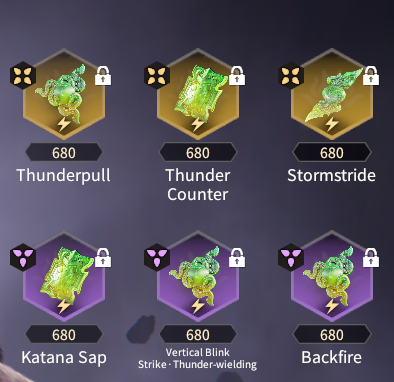 680 680 680
Thunderpull Thunder Stormstride
Counter
680 680 680
Katana Sap Vertical Blink Backfire
Strike · Thunder-wielding